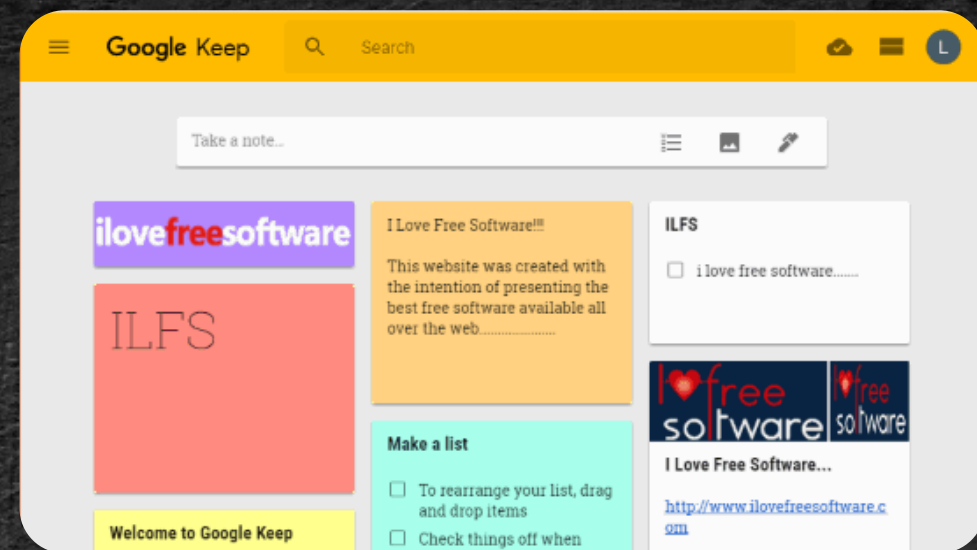 Google Keep
Search
L
Take a note...
ilovefreesoftware
ILFS
Welcome to Google Keep
I Love Free Software!!!
This website was created with
the intention of presenting the
best free software available all
over the web......................
Make a list
To rearrange your list, drag
and drop items
Check things off when
ILFS
i love free software.......
I free
software
I free
software
I Love Free Software...
http://www.ilovefreesoftware.c
om